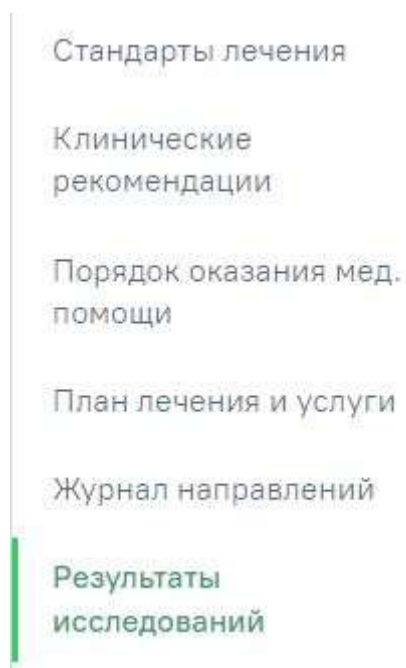 Стандарты лечения
Клинические
рекомендации
Порядок оказания мед.
помощи
План лечения и услуги
Журнал направлений
Результаты
исследований